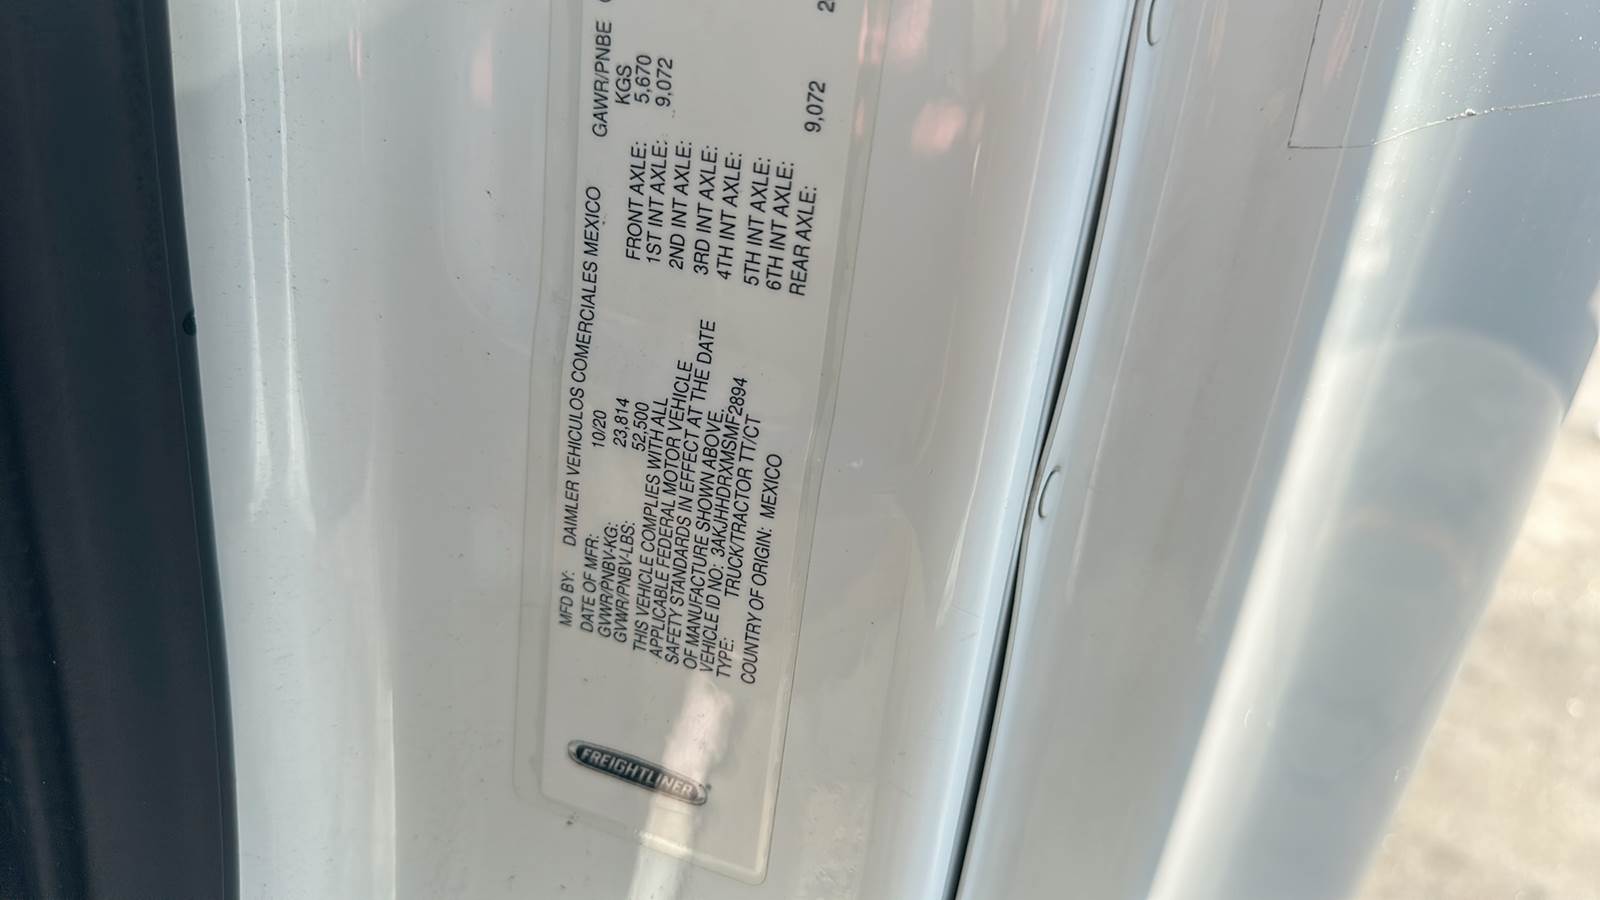 FREIGHTLINER
MFD BY: DAIMLER VEHICULOS COMERCIALES MEXICO
DATE OF MFR: 10/20
GVWR/PNBV-KG: 23,814
GVWR/PNBV-LBS: 52,500
THIS VEHICLE COMPLIES WITH ALL
APPLICABLE FEDERAL MOTOR VEHICLE
SAFETY STANDARDS IN EFFECT AT THE DATE
OF MANUFACTURE SHOWN ABOVE.
VEHICLE ID NO: 3AKJHHDRXMSMF2894
TYPE: TRUCK/TRACTOR TT/CT
COUNTRY OF ORIGIN: MEXICO
GAWR/PNBE
KGS
FRONT AXLE: 5,670
1ST INT AXLE: 9,072
2ND INT AXLE:
3RD INT AXLE:
4TH INT AXLE:
5TH INT AXLE:
6TH INT AXLE:
REAR AXLE: 9,072 2